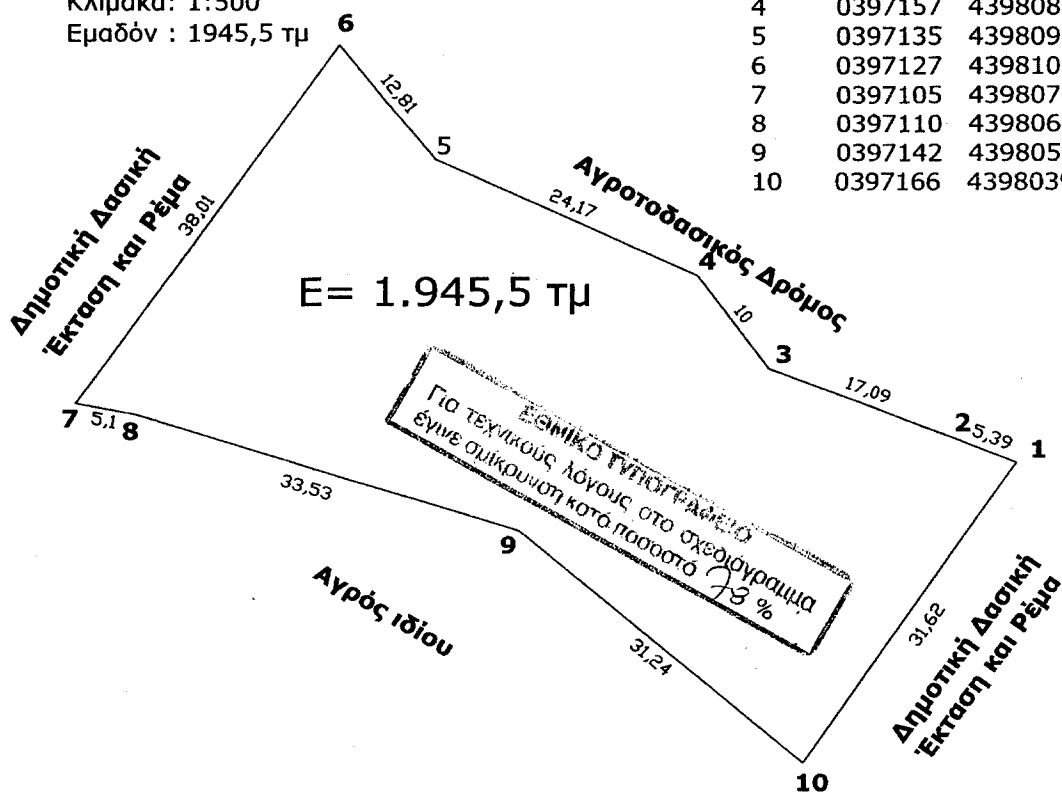 Κλίμακα: 1:500
Εμαδόν : 1945,5 τμ
4 0397157 439808
5 0397135 439809
6 0397127 439810
7 0397105 439807
8 0397110 439806
9 0397142 439805
10 0397166 439803
6
12,81
5
Αγροτοδασικός Δρόμος
24,17
4
10
3
17,09
2
5,39
1
Δημοτική Δασική
Έκταση και Ρέμα
38,01
Ε= 1.945,5 τμ
7
5,1
8
33,53
9
ΕΘΝΙΚΟ ΤΥΠΟΓΡΑΦΕΙΟ
Για τεχνικούς λόγους στο σχεδιάγραμμα
έγινε σμίκρυνση κατά ποσοστό 78 %
Αγρός ιδίου
31,24
31,62
Δημοτική Δασική
Έκταση και Ρέμα
10